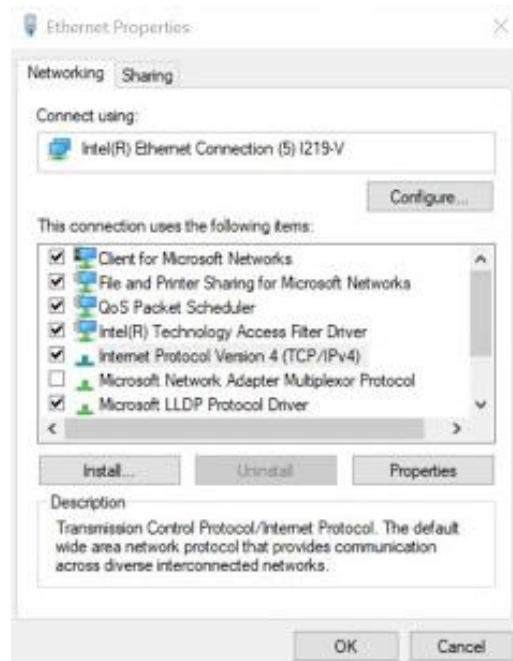 Ethernet Properties
Networking
Sharing
Connect using:
Intel(R) Ethernet Connection (5) I219-V
Configure...
This connection uses the following items:
Client for Microsoft Networks
File and Printer Sharing for Microsoft Networks
QoS Packet Scheduler
Intel(R) Technology Access Filter Driver
Internet Protocol Version 4 (TCP/IPv4)
Microsoft Network Adapter Multiplexor Protocol
Microsoft LLDP Protocol Driver
Install...
Uninstall
Properties
Description
Transmission Control Protocol/Internet Protocol. The default
wide area network protocol that provides communication
across diverse interconnected networks.
OK
Cancel